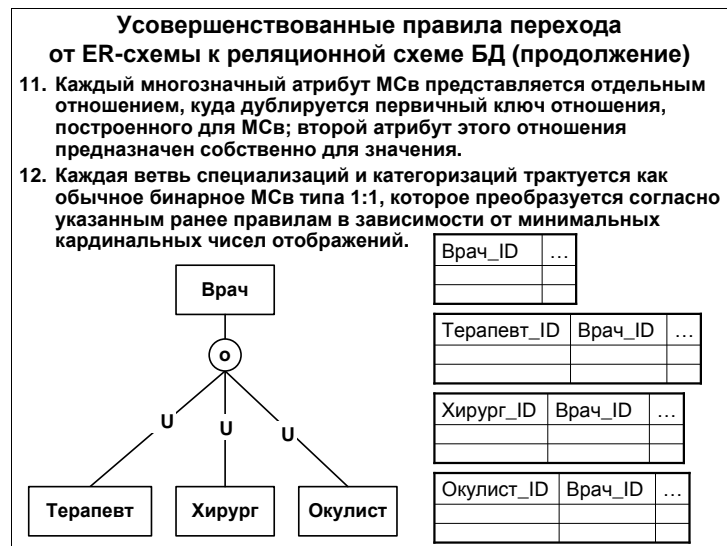 Усовершенствованные правила перехода
от ER-схемы к реляционной схеме БД (продолжение)
11. Каждый многозначный атрибут МСв представляется отдельным
отношением, куда дублируется первичный ключ отношения,
построенного для МСв; второй атрибут этого отношения
предназначен собственно для значения.
12. Каждая ветвь специализаций и категоризаций трактуется как
обычное бинарное МСв типа 1:1, которое преобразуется согласно
указанным ранее правилам в зависимости от минимальных
кардинальных чисел отображений.
Врач_ID ...
Врач
Терапевт_ID Врач_ID ...
о
Хирург_ID Врач_ID ...
U U U
Окулист_ID Врач_ID ...
Терапевт Хирург Окулист